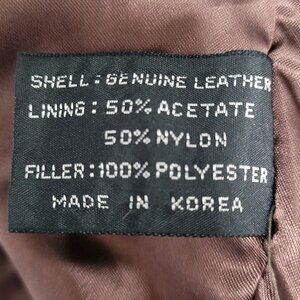 SHELL: GENUINE LEATHER
LINING: 50% ACETATE
50% NYLON
FILLER: 100% POLYESTER
MADE IN KOREA